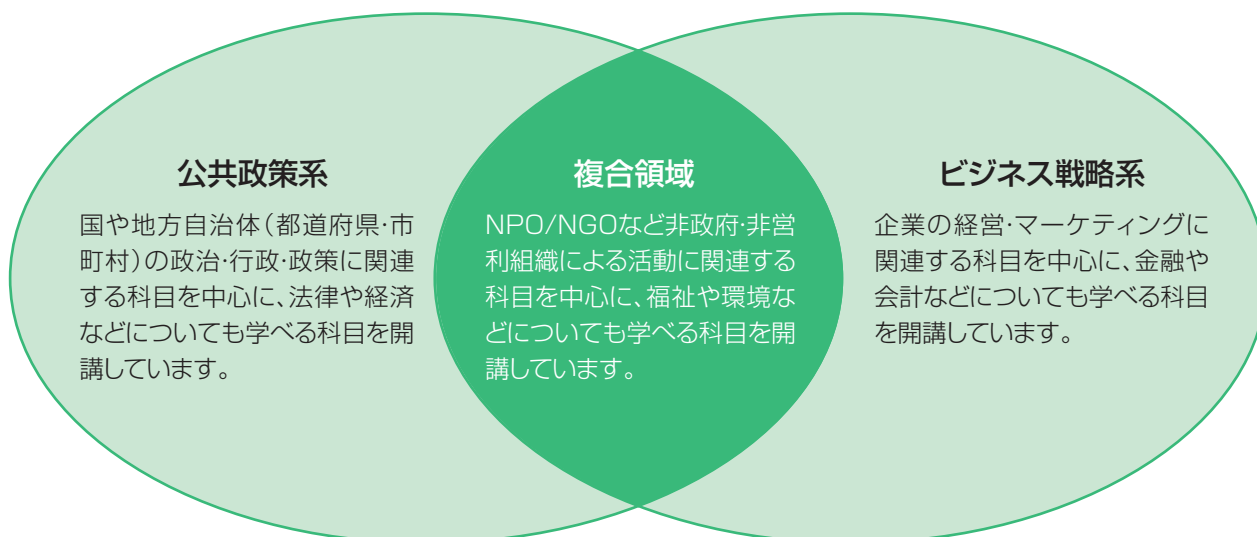 公共政策系
国や地方自治体（都道府県・市
町村）の政治・行政・政策に関連
する科目を中心に、法律や経済
などについても学べる科目を開
講しています。
複合領域
NPO/NGOなど非政府・非営
利組織による活動に関連する
科目を中心に、福祉や環境な
どについても学べる科目を開
講しています。
ビジネス戦略系
企業の経営・マーケティングに
関連する科目を中心に、金融や
会計などについても学べる科目
を開講しています。